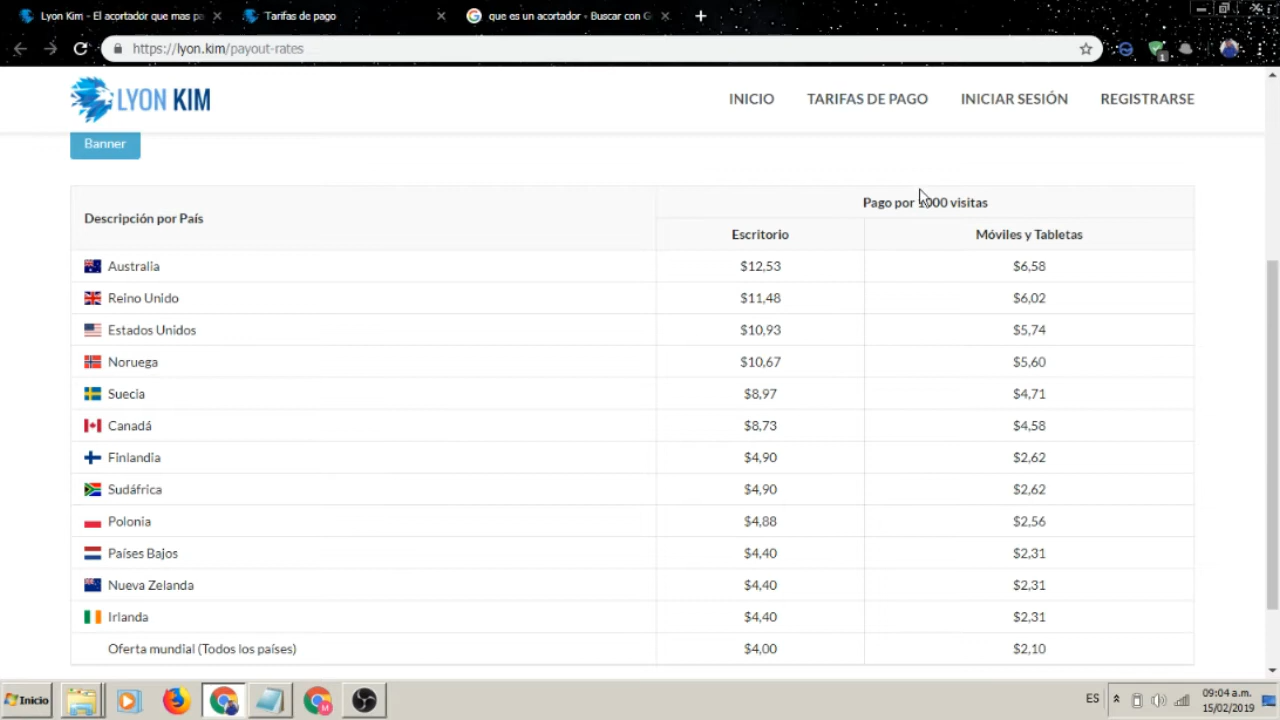 Lyon Kim - El acortador que mas pa
Tarifas de pago
que es un acortador - Buscar con G
https://lyon.kim/payout-rates
LYON KIM
INICIO
TARIFAS DE PAGO
INICIAR SESIÓN
REGISTRARSE
Banner
Descripción por País
Pago por 1000 visitas
Escritorio
Móviles y Tabletas
Australia $12,53 $6,58
Reino Unido $11,48 $6,02
Estados Unidos $10,93 $5,74
Noruega $10,67 $5,60
Suecia $8,97 $4,71
Canadá $8,73 $4,58
Finlandia $4,90 $2,62
Sudáfrica $4,90 $2,62
Polonia $4,88 $2,56
Países Bajos $4,40 $2,31
Nueva Zelanda $4,40 $2,31
Irlanda $4,40 $2,31
Oferta mundial (Todos los países) $4,00 $2,10
Inicio
ES
09:04 a.m.
15/02/2019